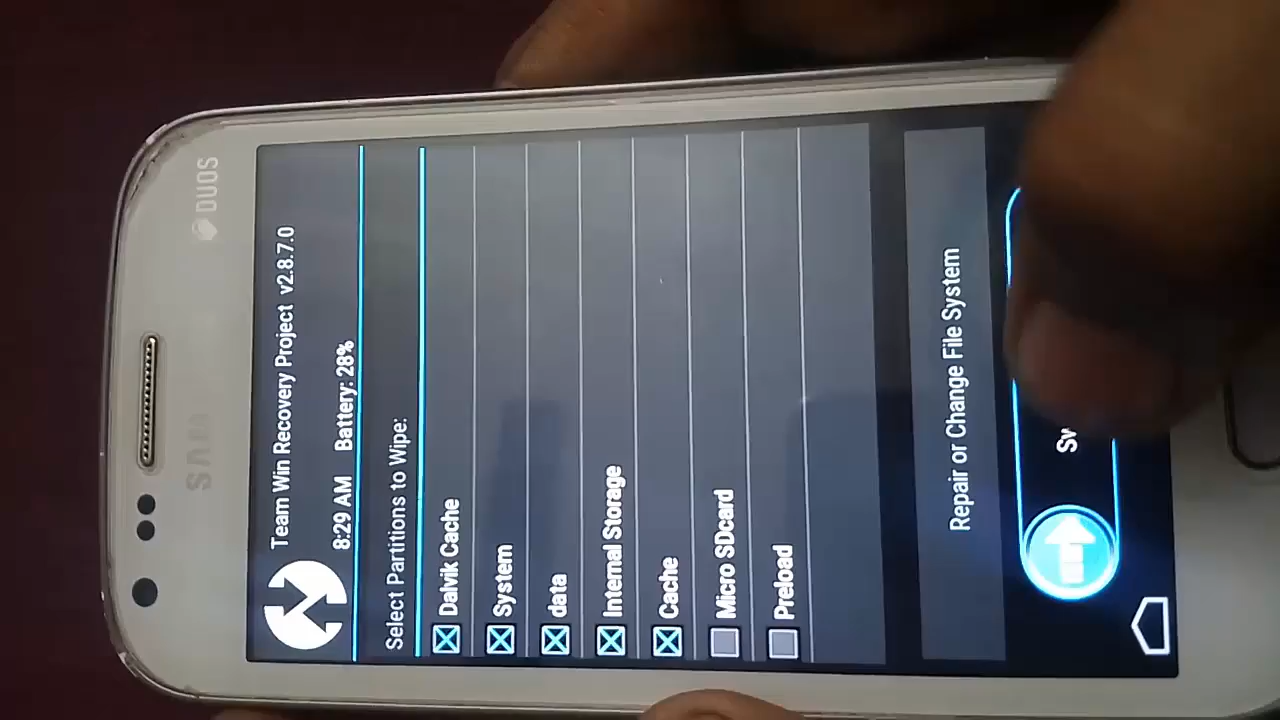 DUOS
Team Win Recovery Project v2.8.7.0
8:29 AM Battery: 28%
Select Partitions to Wipe:
Dalvik Cache
System
data
Internal Storage
Cache
Micro SDcard
Preload
Repair or Change File System